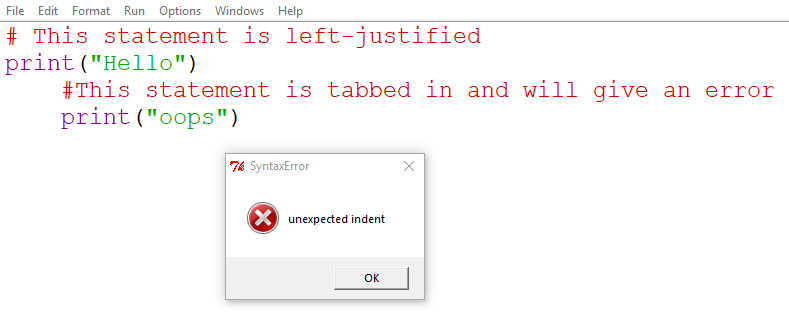 File Edit Format Run Options Windows Help
# This statement is left-justified
print("Hello")
#This statement is tabbed in and will give an error
print("oops")
SyntaxError
unexpected indent
OK